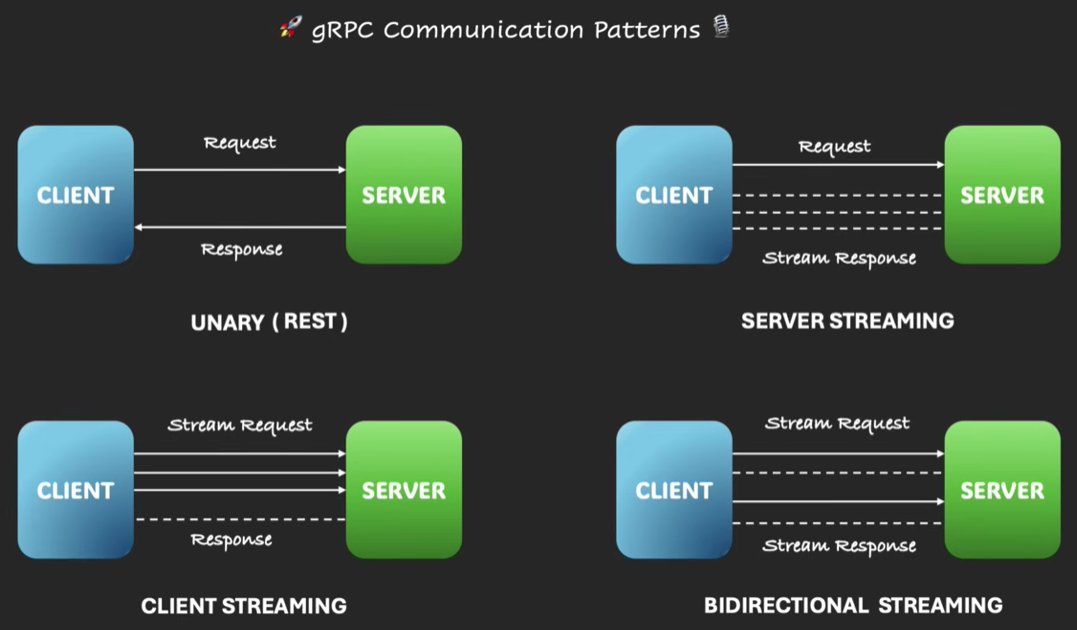 🚀 gRPC Communication Patterns 🎙️
Request
CLIENT
SERVER
Response
UNARY ( REST )
Request
CLIENT
SERVER
Stream Response
SERVER STREAMING
Stream Request
CLIENT
SERVER
Response
CLIENT STREAMING
Stream Request
CLIENT
SERVER
Stream Response
BIDIRECTIONAL STREAMING